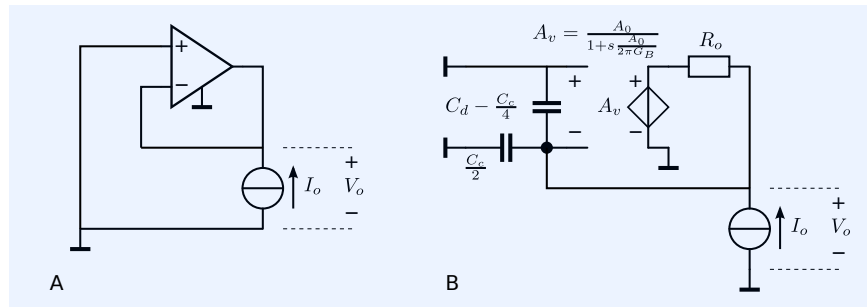 +
−
I_o
+
V_o
−
A
A_v = A_0 / (1+s A_0/(2πG_B))
R_o
+
−
C_d − C_c/4
C_c/2
A_v
+
−
I_o
+
V_o
−
B